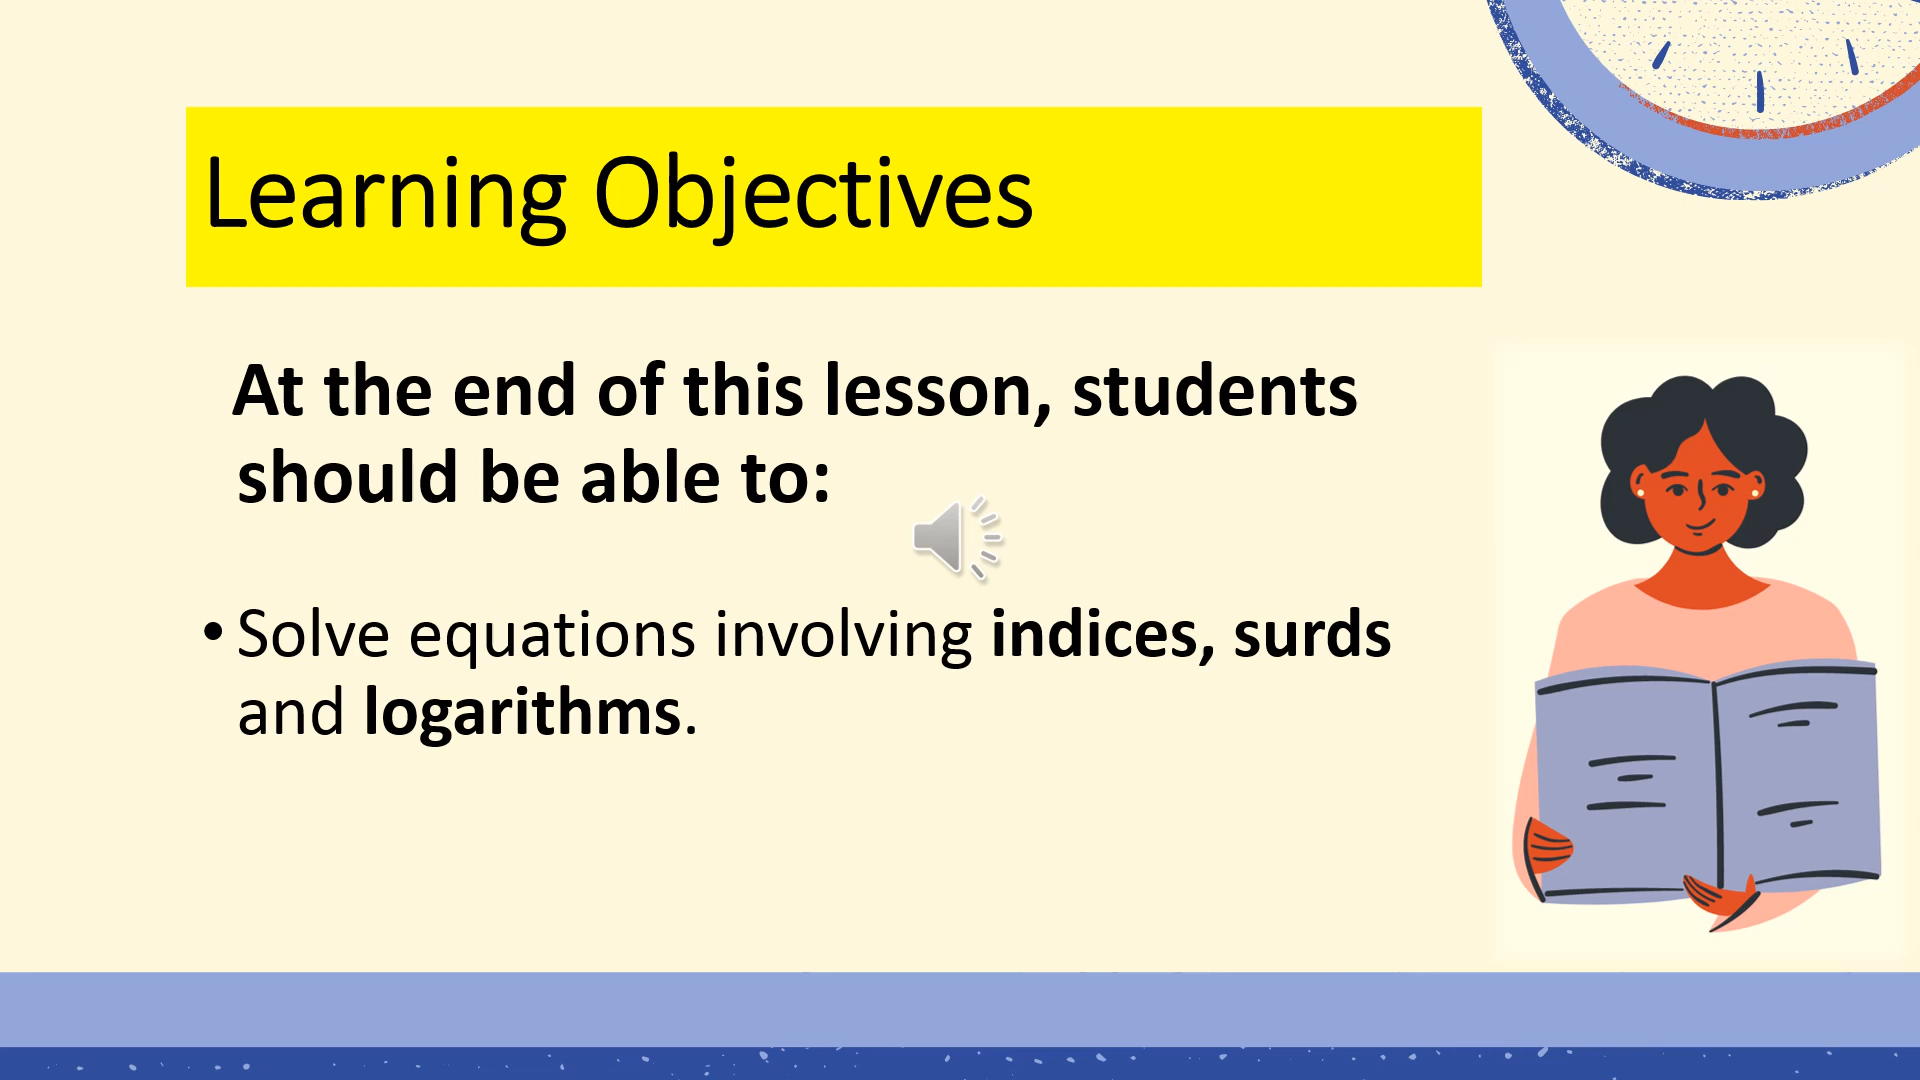 Learning Objectives
At the end of this lesson, students
should be able to:
• Solve equations involving indices, surds
and logarithms.